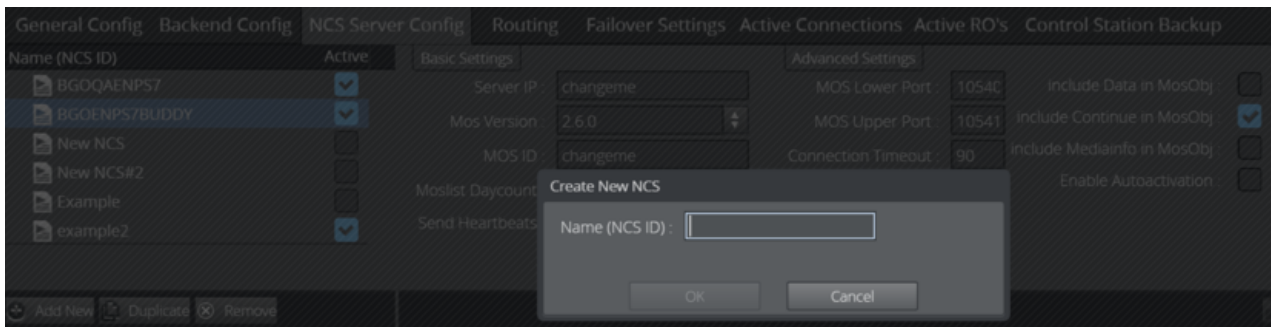 General Config Backend Config NCS Server Config Routing Failover Settings Active Connections Active RO's Control Station Backup
Name (NCS ID) Active Basic Settings Advanced Settings
BGOQAENPS7 Server IP : changeme MOS Lower Port : 10540 Include Data in MosObj :
BGOENPS7BUDDY Mos Version : 2.6.0 MOS Upper Port : 10541 Include Continue in MosObj :
New NCS MOS ID : changeme Connection Timeout : 90 Include Mediainfo in MosObj :
New NCS#2 Moslist Daycount Enable Autoactivation
Example Send Heartbeats
example2
Create New NCS
Name (NCS ID) :
OK Cancel
Add New Duplicate Remove